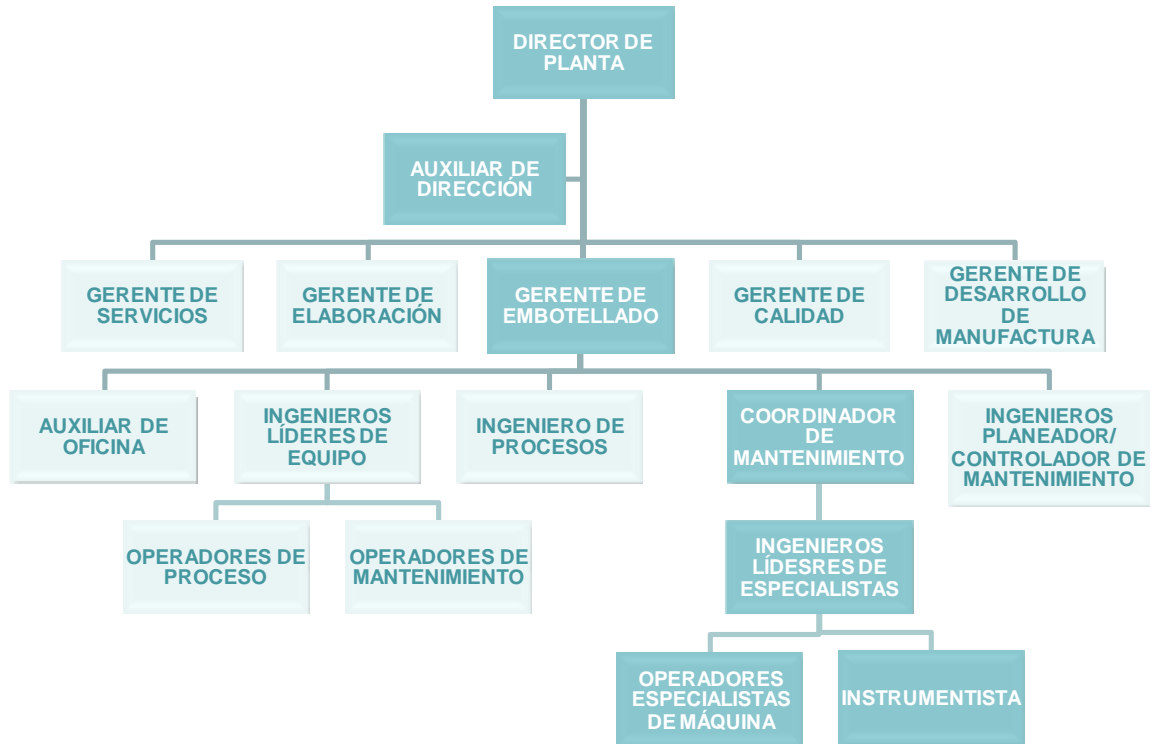 DIRECTOR DE
PLANTA
AUXILIAR DE
DIRECCIÓN
GERENTE DE
SERVICIOS
GERENTE DE
ELABORACIÓN
GERENTE DE
EMBOTELLADO
GERENTE DE
CALIDAD
GERENTE DE
DESARROLLO
DE
MANUFACTURA
AUXILIAR DE
OFICINA
INGENIEROS
LÍDERES DE
EQUIPO
INGENIERO DE
PROCESOS
COORDINADOR
DE
MANTENIMIENTO
INGENIEROS
PLANEADOR/
CONTROLADOR DE
MANTENIMIENTO
OPERADORES DE
PROCESO
OPERADORES DE
MANTENIMIENTO
INGENIEROS
LÍDESRES DE
ESPECIALISTAS
OPERADORES
ESPECIALISTAS
DE MÁQUINA
INSTRUMENTISTA